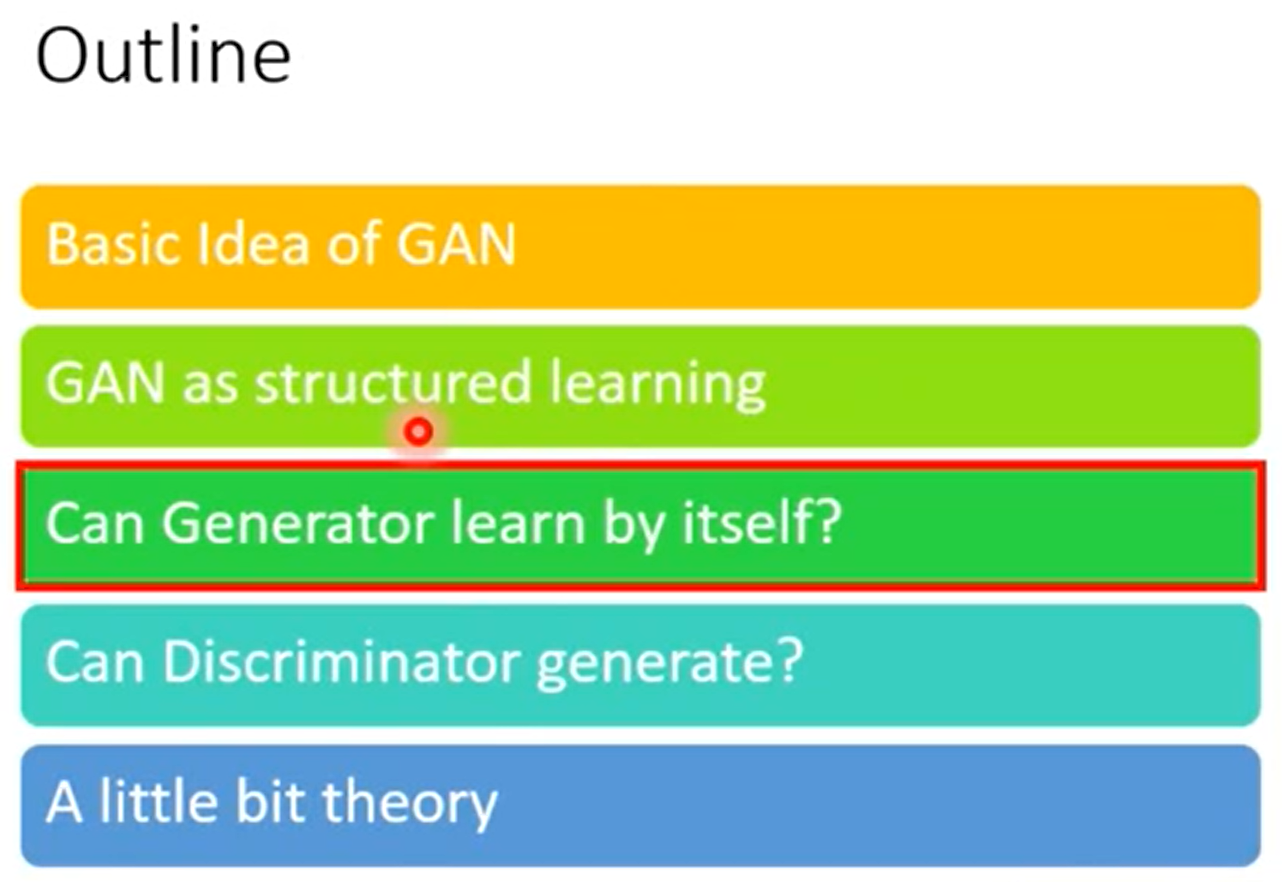 Outline
Basic Idea of GAN
GAN as structured learning
Can Generator learn by itself?
Can Discriminator generate?
A little bit theory